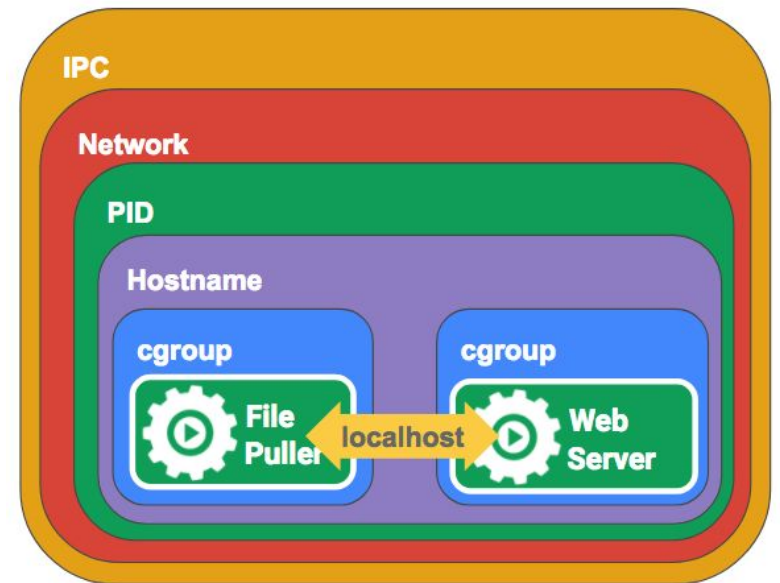 IPC
Network
PID
Hostname
cgroup
cgroup
File
Puller
localhost
Web
Server